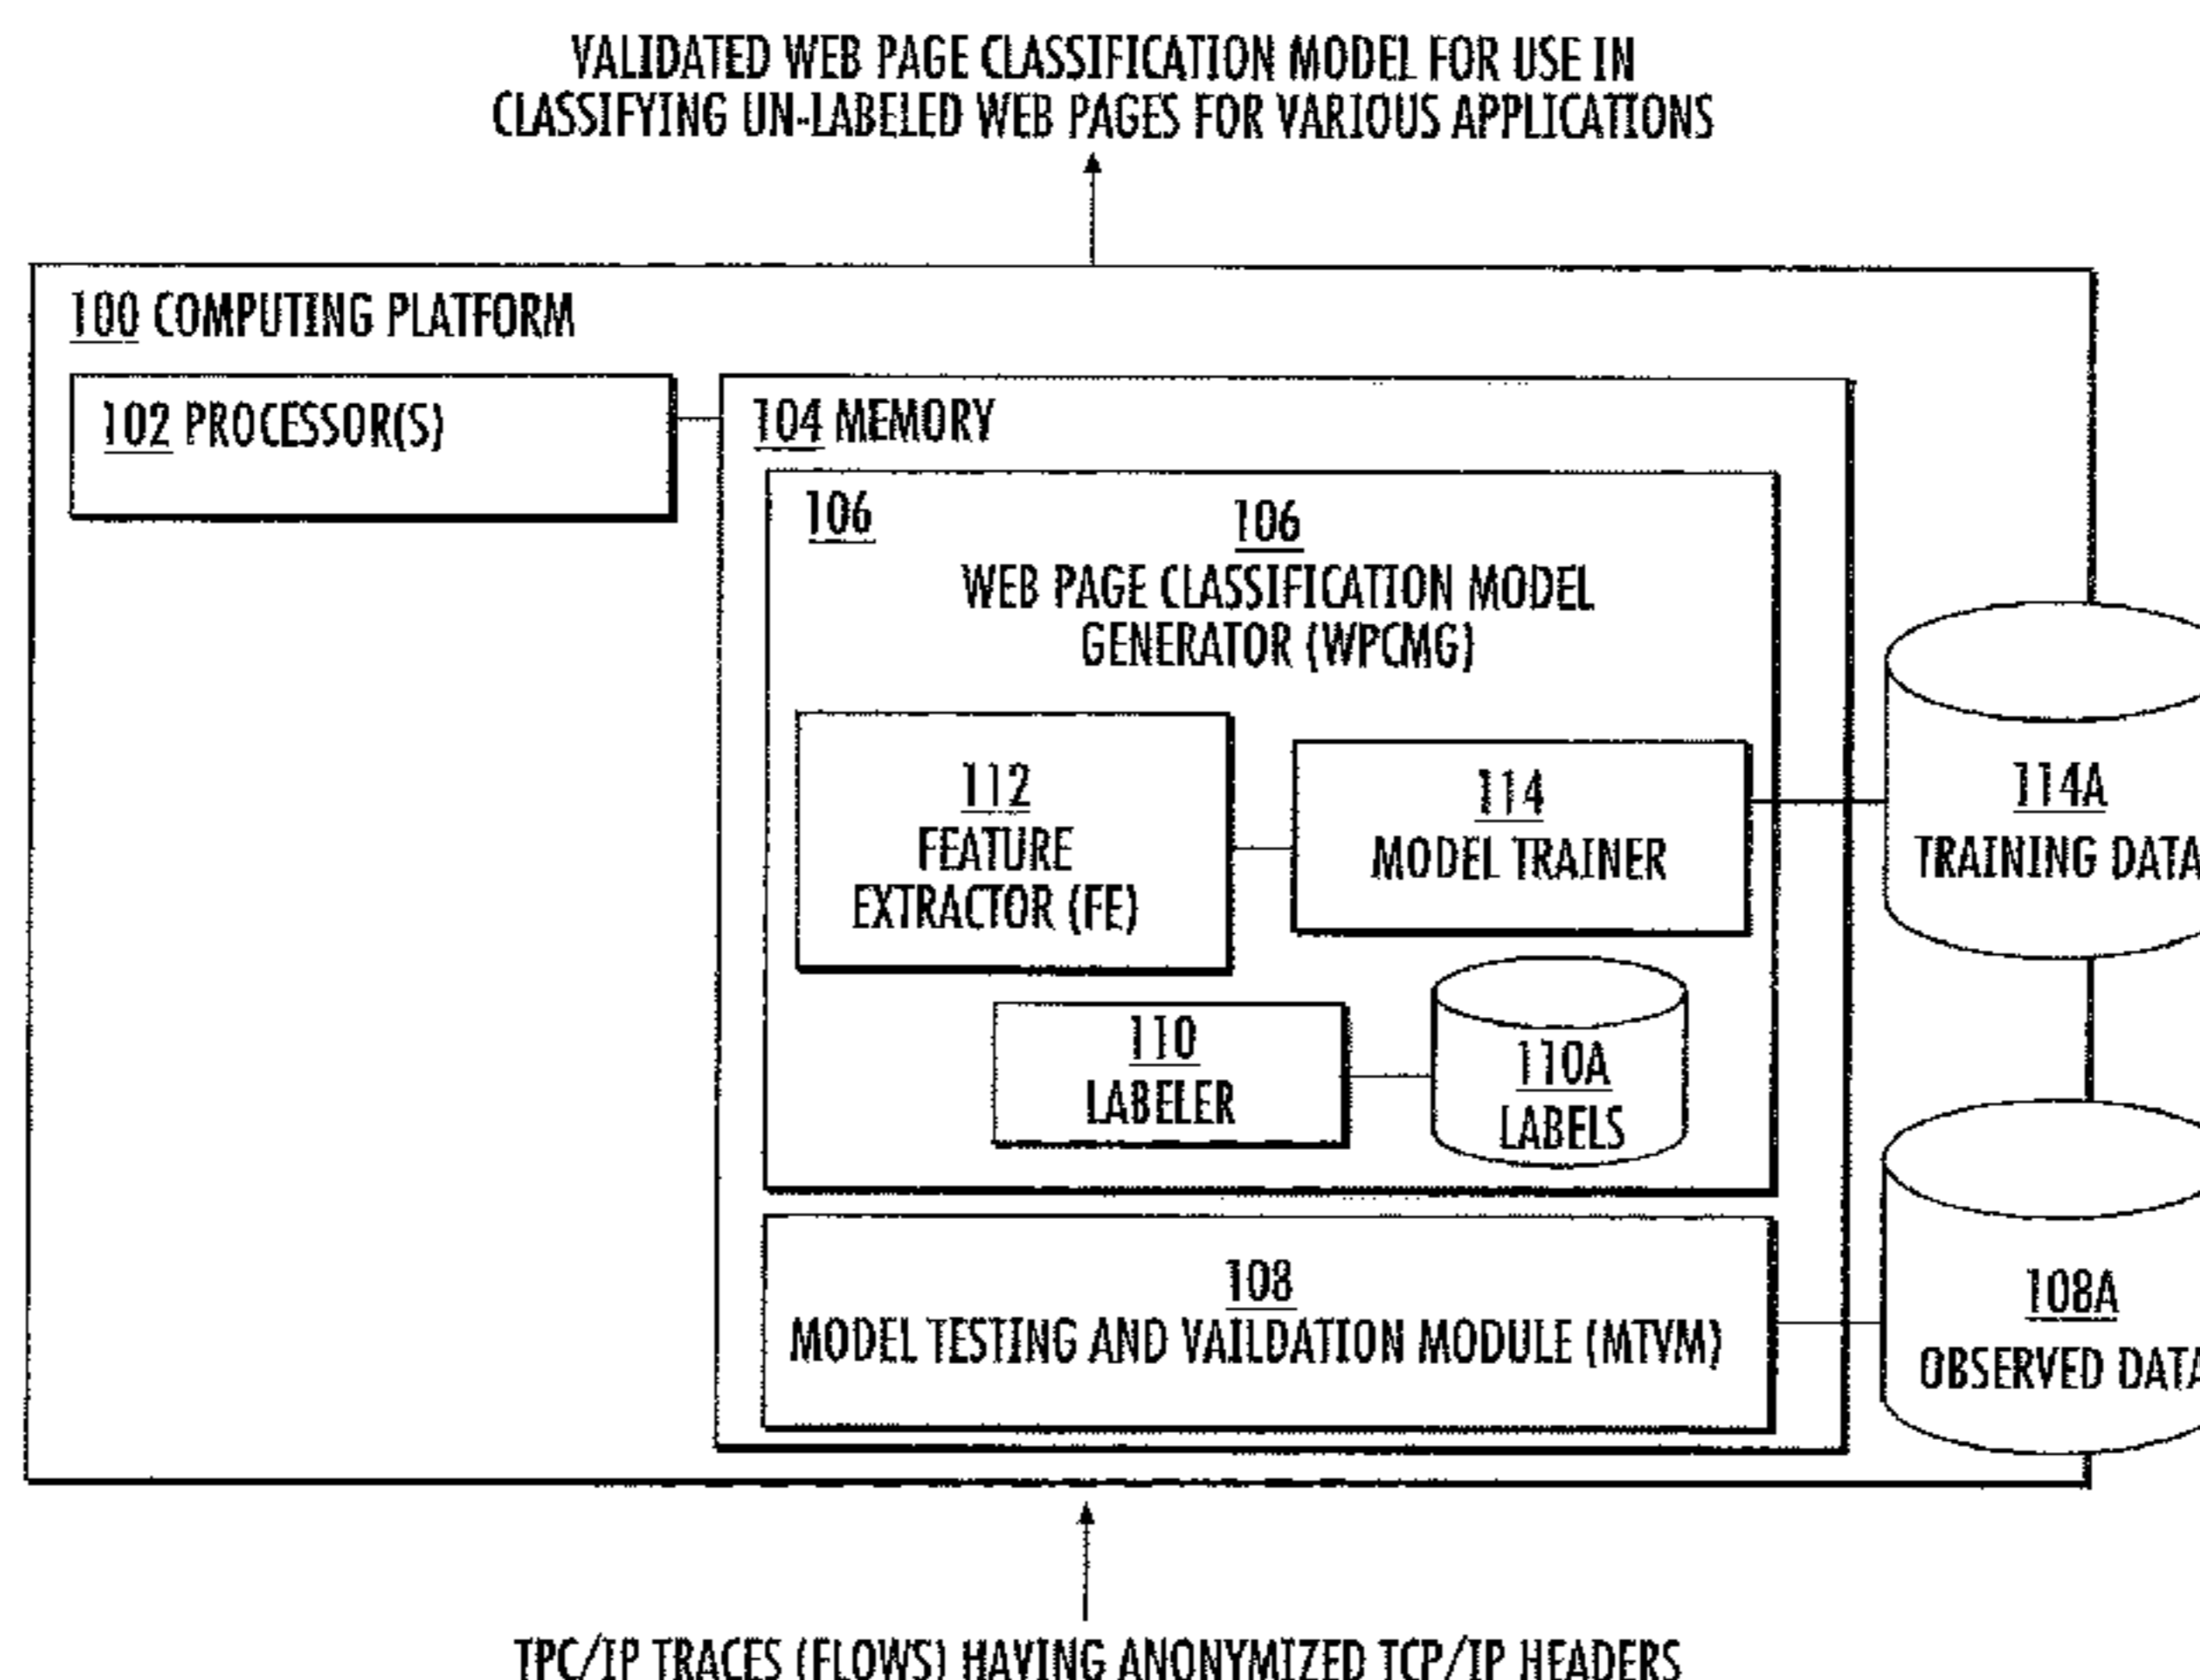 VALIDATED WEB PAGE CLASSIFICATION MODEL FOR USE IN
CLASSIFYING UN-LABELED WEB PAGES FOR VARIOUS APPLICATIONS
100 COMPUTING PLATFORM
102 PROCESSOR(S)
104 MEMORY
106
106
WEB PAGE CLASSIFICATION MODEL
GENERATOR (WPCMG)
112
FEATURE
EXTRACTOR (FE)
114
MODEL TRAINER
114A
TRAINING DATA
110
LABELER
110A
LABELS
108
MODEL TESTING AND VAILDATION MODULE (MTVM)
108A
OBSERVED DATA
TPC/IP TRACES (FLOWS) HAVING ANONYMIZED TCP/IP HEADERS